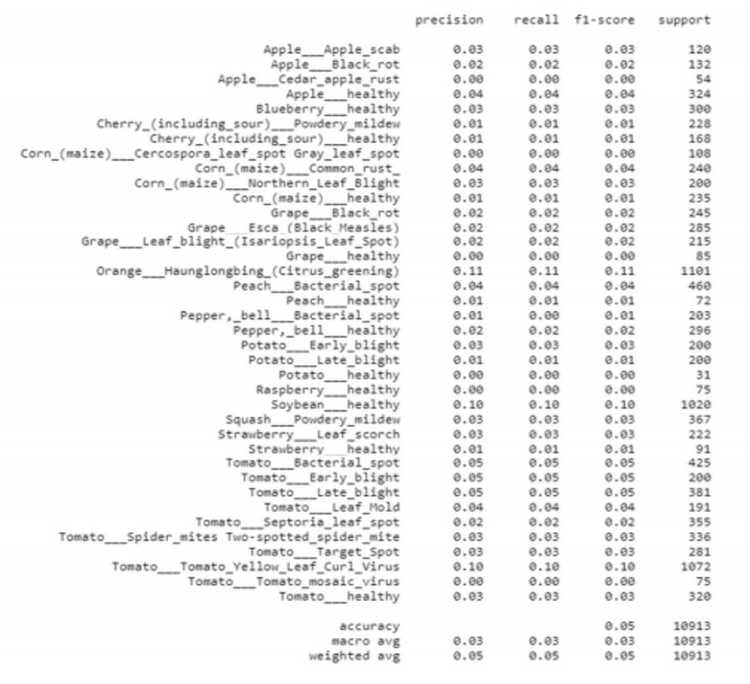 precision recall f1-score support
Apple___Apple_scab 0.03 0.03 0.03 120
Apple___Black_rot 0.02 0.02 0.02 132
Apple___Cedar_apple_rust 0.00 0.00 0.00 54
Apple___healthy 0.04 0.04 0.04 324
Blueberry___healthy 0.03 0.03 0.03 300
Cherry_(including_sour)___Powdery_mildew 0.01 0.01 0.01 228
Cherry_(including_sour)___healthy 0.01 0.01 0.01 168
Corn_(maize)___Cercospora_leaf_spot Gray_leaf_spot 0.00 0.00 0.00 108
Corn_(maize)___Common_rust_ 0.04 0.04 0.04 240
Corn_(maize)___Northern_Leaf_Blight 0.03 0.03 0.03 200
Corn_(maize)___healthy 0.01 0.01 0.01 235
Grape___Black_rot 0.02 0.02 0.02 245
Grape___Esca_(Black_Measles) 0.02 0.02 0.02 285
Grape___Leaf_blight_(Isariopsis_Leaf_Spot) 0.02 0.02 0.02 215
Grape___healthy 0.00 0.00 0.00 85
Orange___Haunglongbing_(Citrus_greening) 0.11 0.11 0.11 1101
Peach___Bacterial_spot 0.04 0.04 0.04 460
Peach___healthy 0.01 0.01 0.01 72
Pepper,_bell___Bacterial_spot 0.01 0.00 0.01 203
Pepper,_bell___healthy 0.02 0.02 0.02 296
Potato___Early_blight 0.03 0.03 0.03 200
Potato___Late_blight 0.01 0.01 0.01 200
Potato___healthy 0.00 0.00 0.00 31
Raspberry___healthy 0.00 0.00 0.00 75
Soybean___healthy 0.10 0.10 0.10 1020
Squash___Powdery_mildew 0.03 0.03 0.03 367
Strawberry___Leaf_scorch 0.03 0.03 0.03 222
Strawberry___healthy 0.01 0.01 0.01 91
Tomato___Bacterial_spot 0.05 0.05 0.05 425
Tomato___Early_blight 0.05 0.05 0.05 200
Tomato___Late_blight 0.05 0.05 0.05 381
Tomato___Leaf_Mold 0.04 0.04 0.04 191
Tomato___Septoria_leaf_spot 0.02 0.02 0.02 355
Tomato___Spider_mites Two-spotted_spider_mite 0.03 0.03 0.03 336
Tomato___Target_Spot 0.03 0.03 0.03 281
Tomato___Tomato_Yellow_Leaf_Curl_Virus 0.10 0.10 0.10 1072
Tomato___Tomato_mosaic_virus 0.00 0.00 0.00 75
Tomato___healthy 0.03 0.03 0.03 320
accuracy 0.05 10913
macro avg 0.03 0.03 0.03 10913
weighted avg 0.05 0.05 0.05 10913